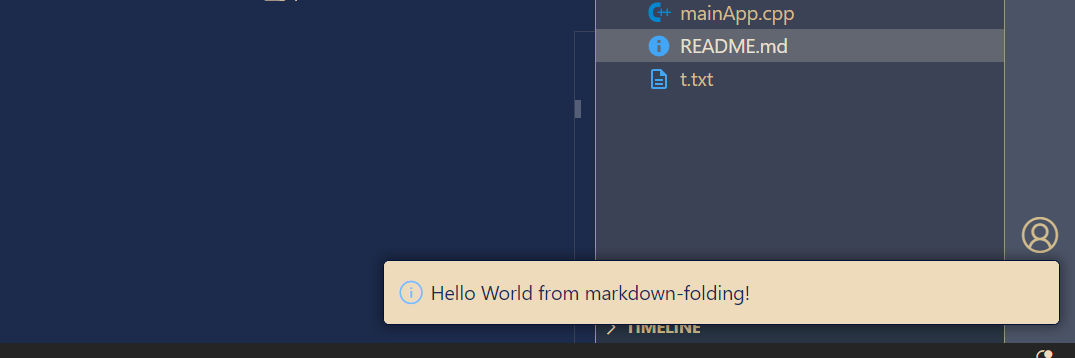 mainApp.cpp
README.md
t.txt
Hello World from markdown-folding!
TIMELINE